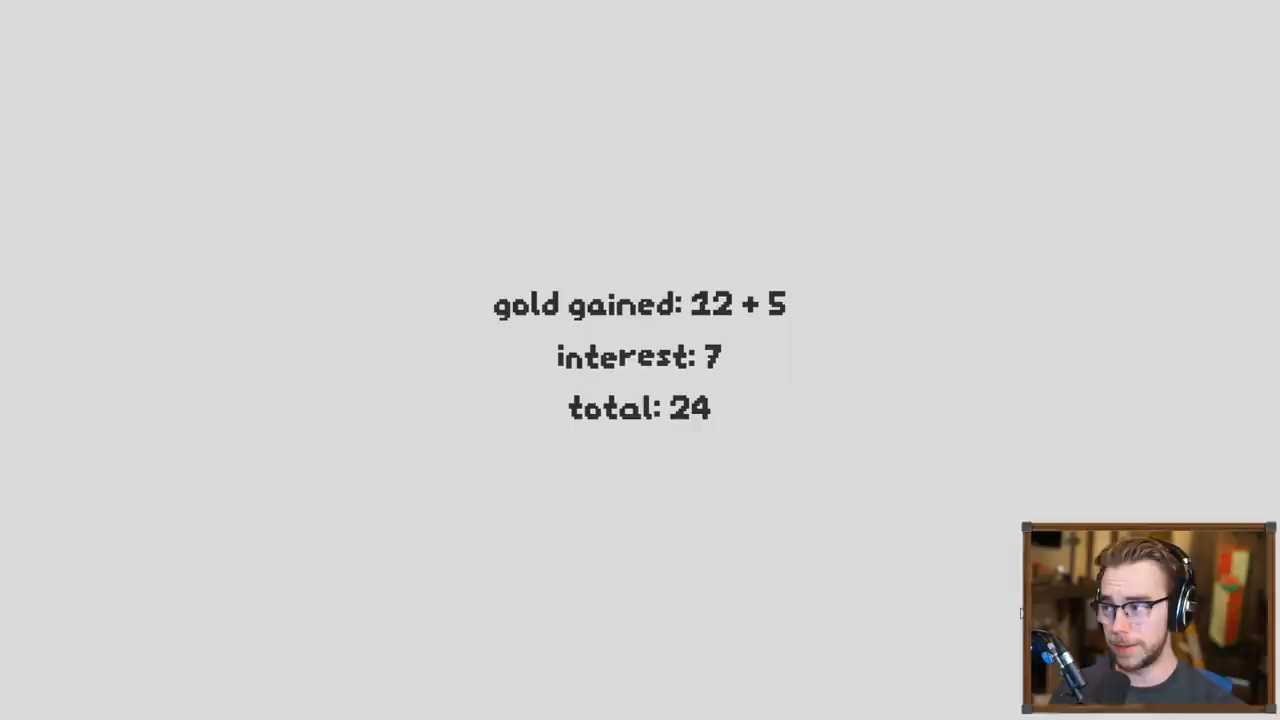 gold gained: 12 + 5
interest: 7
total: 24